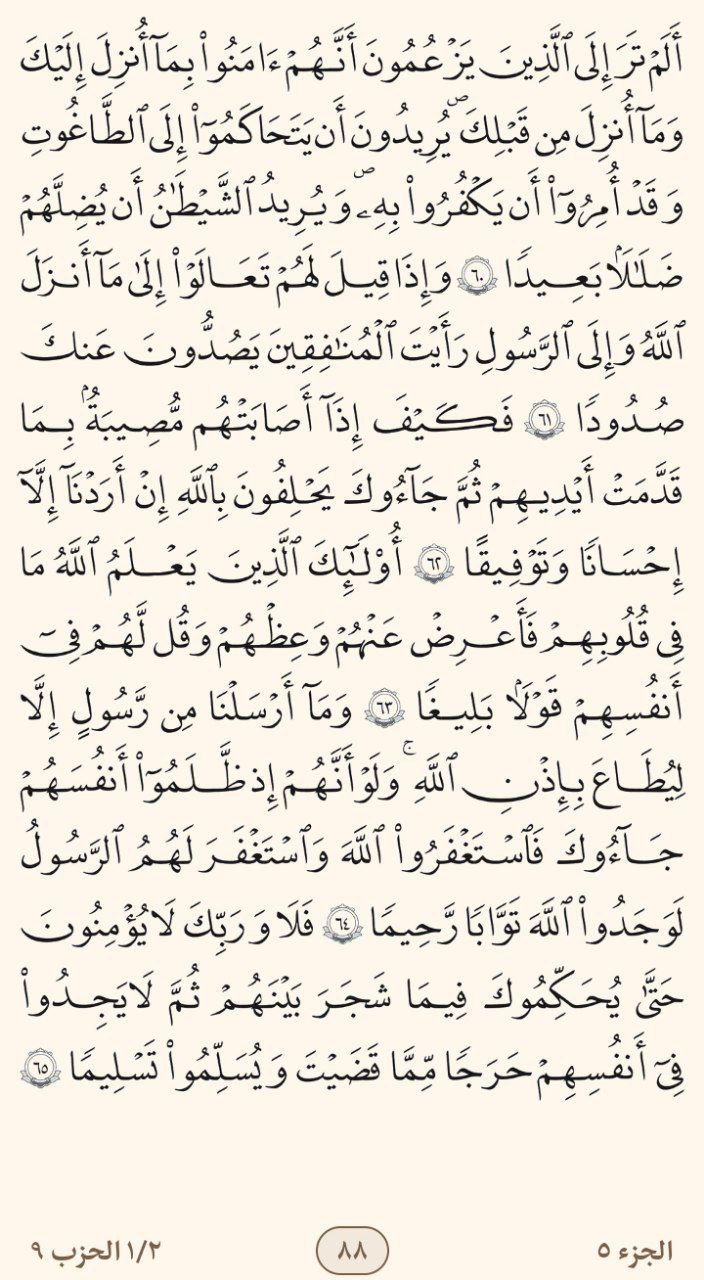 أَلَمۡ تَرَ إِلَى ٱلَّذِينَ يَزۡعُمُونَ أَنَّهُمۡ ءَامَنُواْ بِمَآ أُنزِلَ إِلَيۡكَ
وَمَآ أُنزِلَ مِن قَبۡلِكَ ۖ يُرِيدُونَ أَن يَتَحَاكَمُوٓاْ إِلَى ٱلطَّٰغُوتِ
وَقَدۡ أُمِرُوٓاْ أَن يَكۡفُرُواْ بِهِۦ ۖ وَيُرِيدُ ٱلشَّيۡطَٰنُ أَن يُضِلَّهُمۡ
ضَلَٰلَۢا بَعِيدٗا ٦٠ وَإِذَا قِيلَ لَهُمۡ تَعَالَوۡاْ إِلَىٰ مَآ أَنزَلَ
ٱللَّهُ وَإِلَى ٱلرَّسُولِ رَأَيۡتَ ٱلۡمُنَٰفِقِينَ يَصُدُّونَ عَنكَ
صُدُودٗا ٦١ فَكَيۡفَ إِذَآ أَصَٰبَتۡهُم مُّصِيبَةُۢ بِمَا
قَدَّمَتۡ أَيۡدِيهِمۡ ثُمَّ جَآءُوكَ يَحۡلِفُونَ بِٱللَّهِ إِنۡ أَرَدۡنَآ إِلَّآ
إِحۡسَٰنٗا وَتَوۡفِيقًا ٦٢ أُوْلَٰٓئِكَ ٱلَّذِينَ يَعۡلَمُ ٱللَّهُ مَا
فِي قُلُوبِهِمۡ فَأَعۡرِضۡ عَنۡهُمۡ وَعِظۡهُمۡ وَقُل لَّهُمۡ فِيٓ
أَنفُسِهِمۡ قَوۡلَۢا بَلِيغٗا ٦٣ وَمَآ أَرۡسَلۡنَا مِن رَّسُولٍ إِلَّا
لِيُطَاعَ بِإِذۡنِ ٱللَّهِ ۚ وَلَوۡ أَنَّهُمۡ إِذ ظَّلَمُوٓاْ أَنفُسَهُمۡ
جَآءُوكَ فَٱسۡتَغۡفَرُواْ ٱللَّهَ وَٱسۡتَغۡفَرَ لَهُمُ ٱلرَّسُولُ
لَوَجَدُواْ ٱللَّهَ تَوَّابٗا رَّحِيمٗا ٦٤ فَلَا وَرَبِّكَ لَا يُؤۡمِنُونَ
حَتَّىٰ يُحَكِّمُوكَ فِيمَا شَجَرَ بَيۡنَهُمۡ ثُمَّ لَا يَجِدُواْ
فِيٓ أَنفُسِهِمۡ حَرَجٗا مِّمَّا قَضَيۡتَ وَيُسَلِّمُواْ تَسۡلِيمٗا ٦٥
الجزء ٥
٨٨
١/٢ الحزب ٩